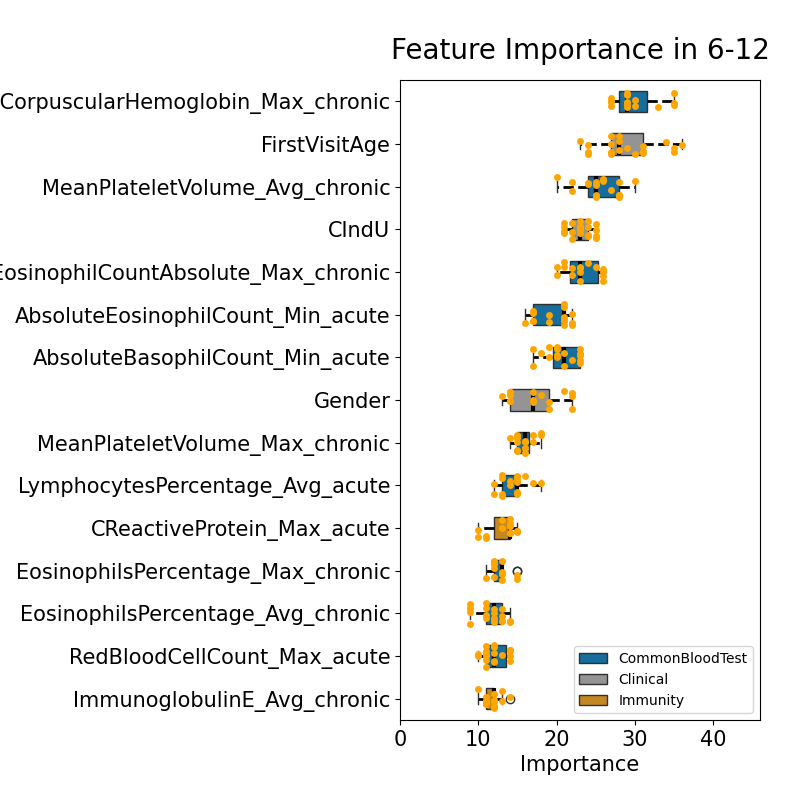 Feature Importance in 6-12
CorpuscularHemoglobin_Max_chronic
FirstVisitAge
MeanPlateletVolume_Avg_chronic
CIndU
EosinophilCountAbsolute_Max_chronic
AbsoluteEosinophilCount_Min_acute
AbsoluteBasophilCount_Min_acute
Gender
MeanPlateletVolume_Max_chronic
LymphocytesPercentage_Avg_acute
CReactiveProtein_Max_acute
EosinophilsPercentage_Max_chronic
EosinophilsPercentage_Avg_chronic
RedBloodCellCount_Max_acute
ImmunoglobulinE_Avg_chronic
CommonBloodTest
Clinical
Immunity
0 10 20 30 40
Importance